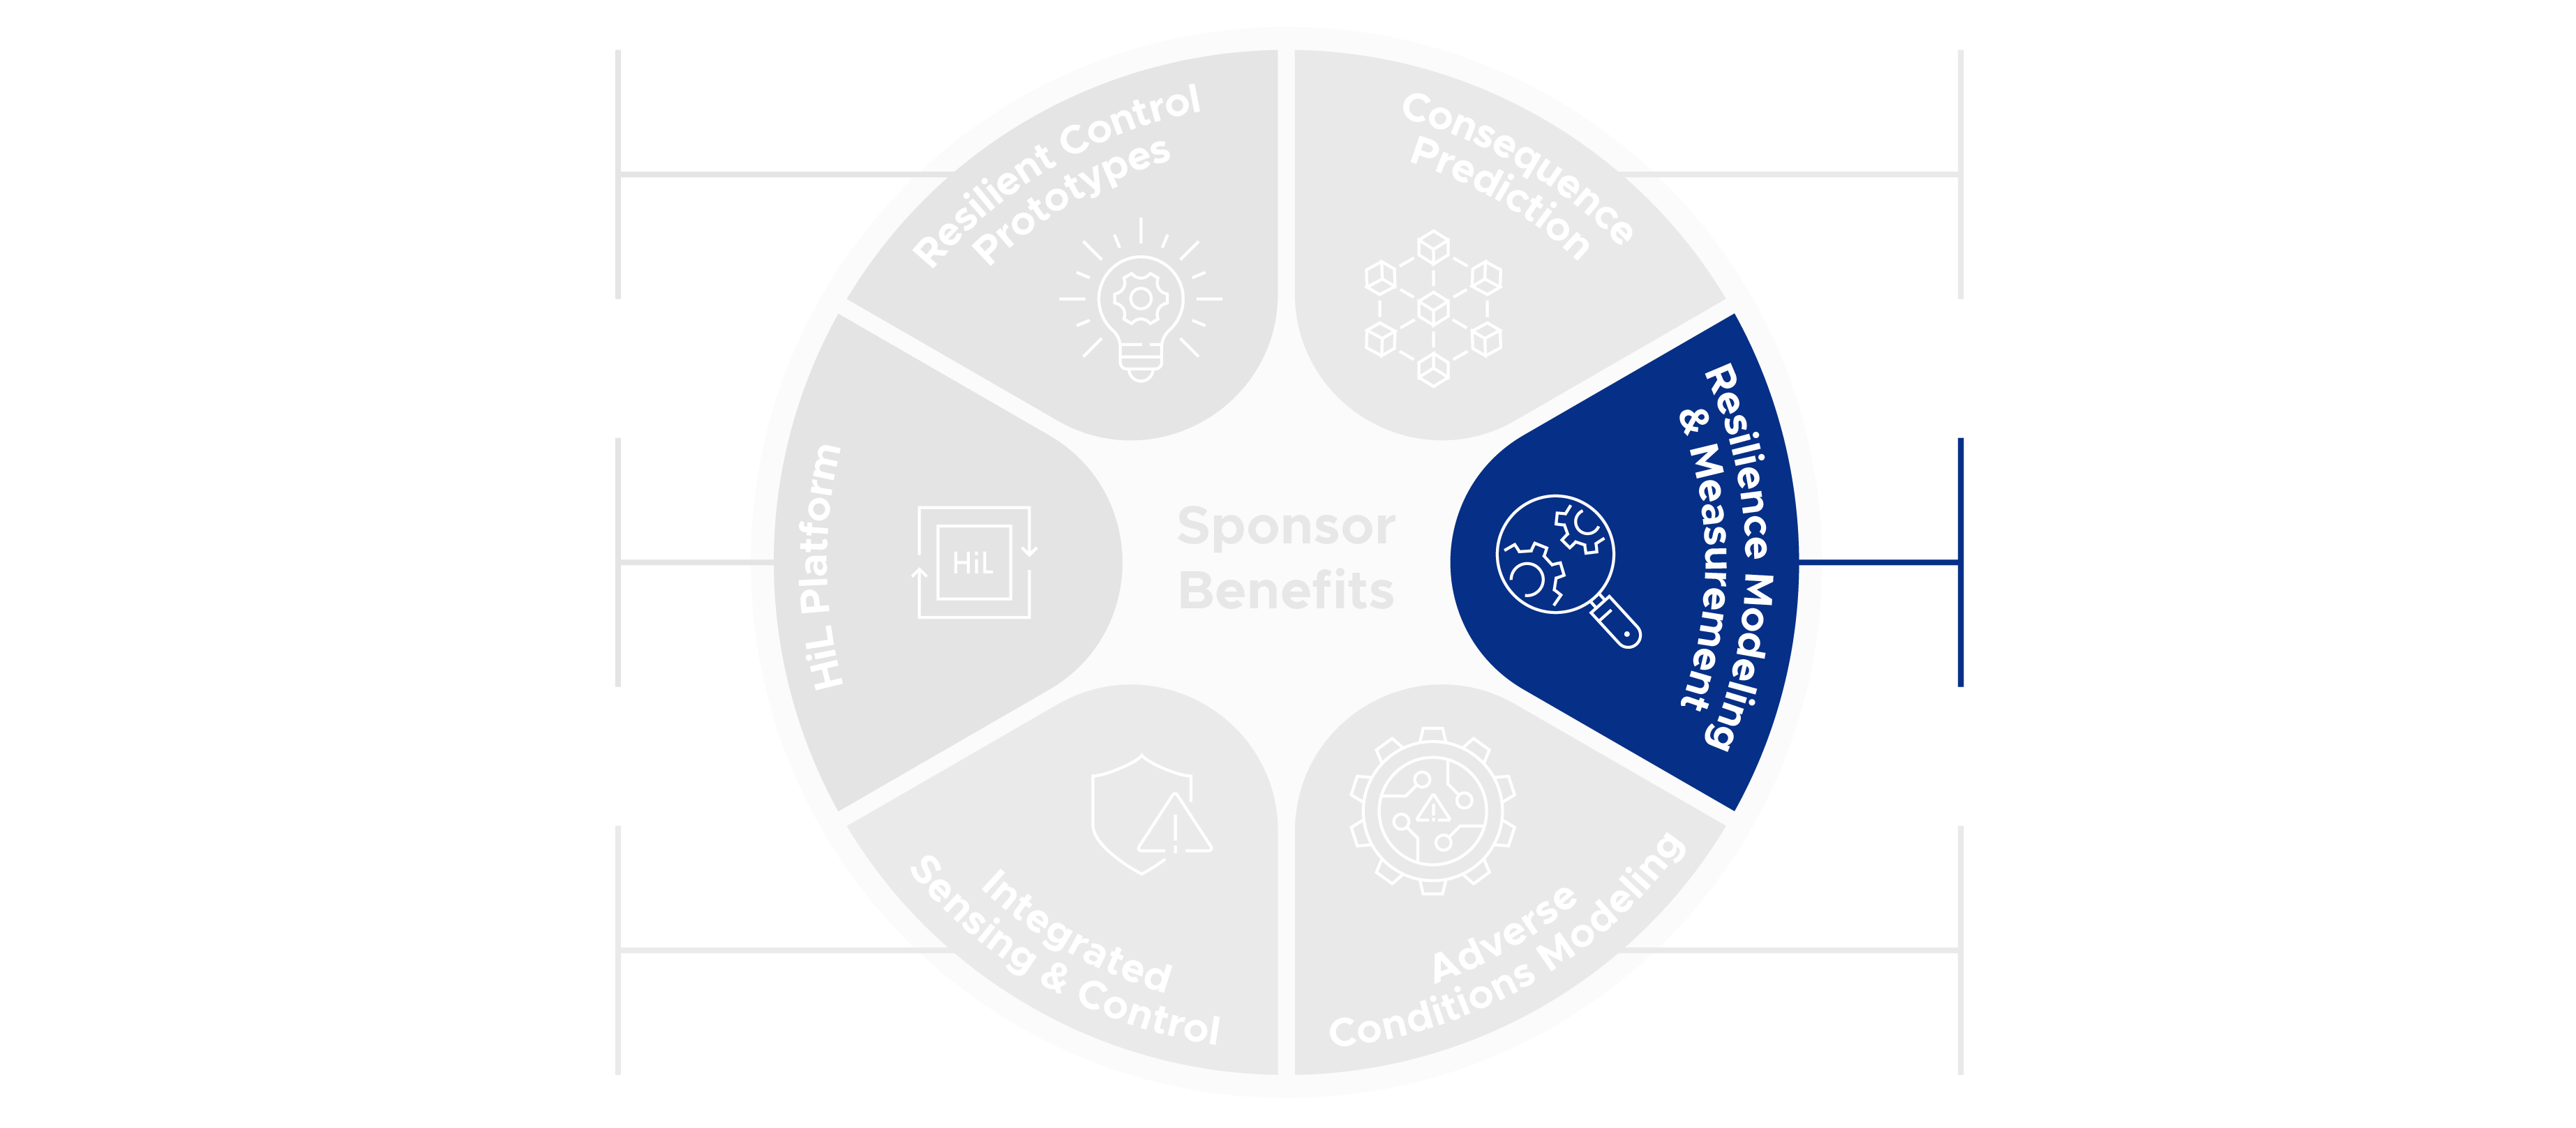 Resilient Control
Prototypes
Consequence
Prediction
Resilience Modeling
& Measurement
Adverse
Conditions Modeling
Integrated
Sensing & Control
HiL Platform
HiL
Sponsor
Benefits